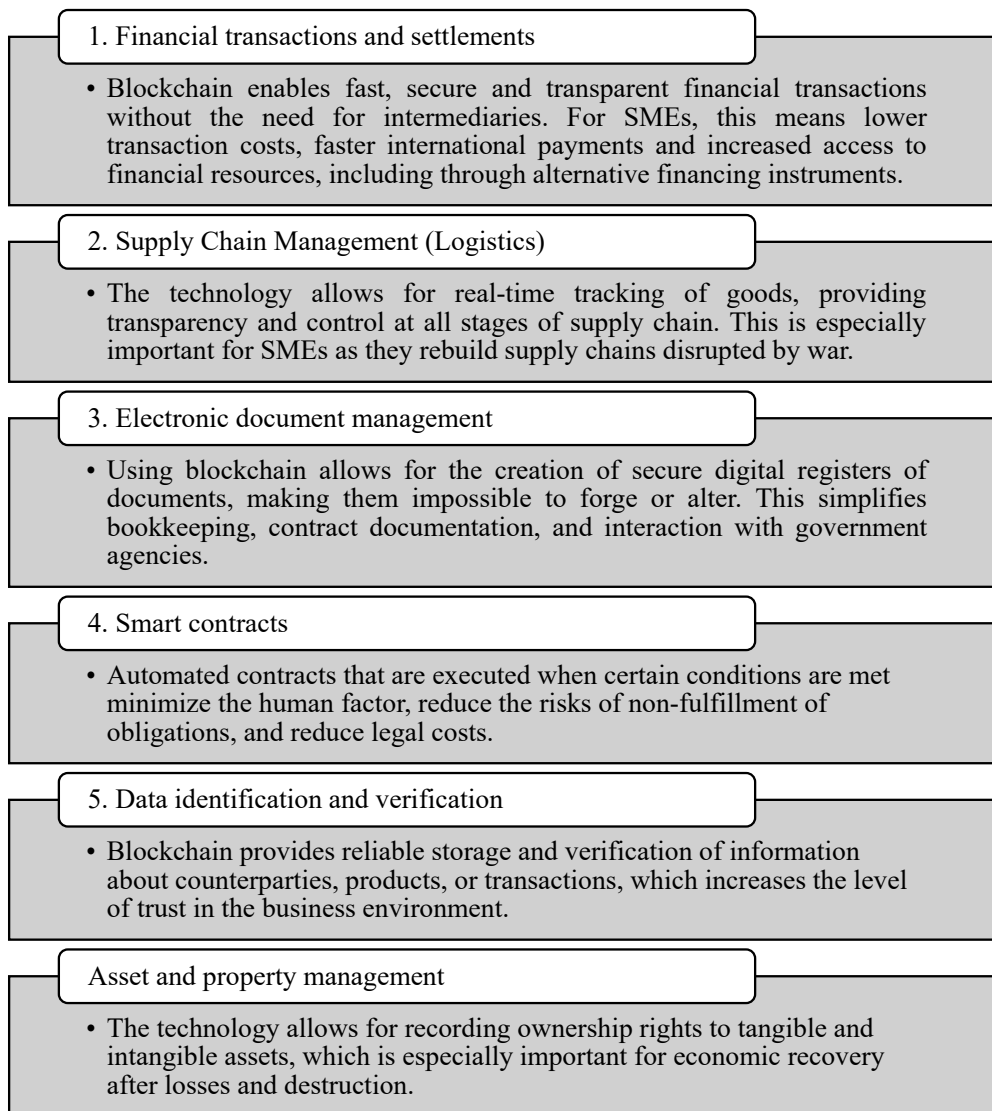 1. Financial transactions and settlements
• Blockchain enables fast, secure and transparent financial transactions
without the need for intermediaries. For SMEs, this means lower
transaction costs, faster international payments and increased access to
financial resources, including through alternative financing instruments.
2. Supply Chain Management (Logistics)
• The technology allows for real-time tracking of goods, providing
transparency and control at all stages of supply chain. This is especially
important for SMEs as they rebuild supply chains disrupted by war.
3. Electronic document management
• Using blockchain allows for the creation of secure digital registers of
documents, making them impossible to forge or alter. This simplifies
bookkeeping, contract documentation, and interaction with government
agencies.
4. Smart contracts
• Automated contracts that are executed when certain conditions are met
minimize the human factor, reduce the risks of non-fulfillment of
obligations, and reduce legal costs.
5. Data identification and verification
• Blockchain provides reliable storage and verification of information
about counterparties, products, or transactions, which increases the level
of trust in the business environment.
Asset and property management
• The technology allows for recording ownership rights to tangible and
intangible assets, which is especially important for economic recovery
after losses and destruction.